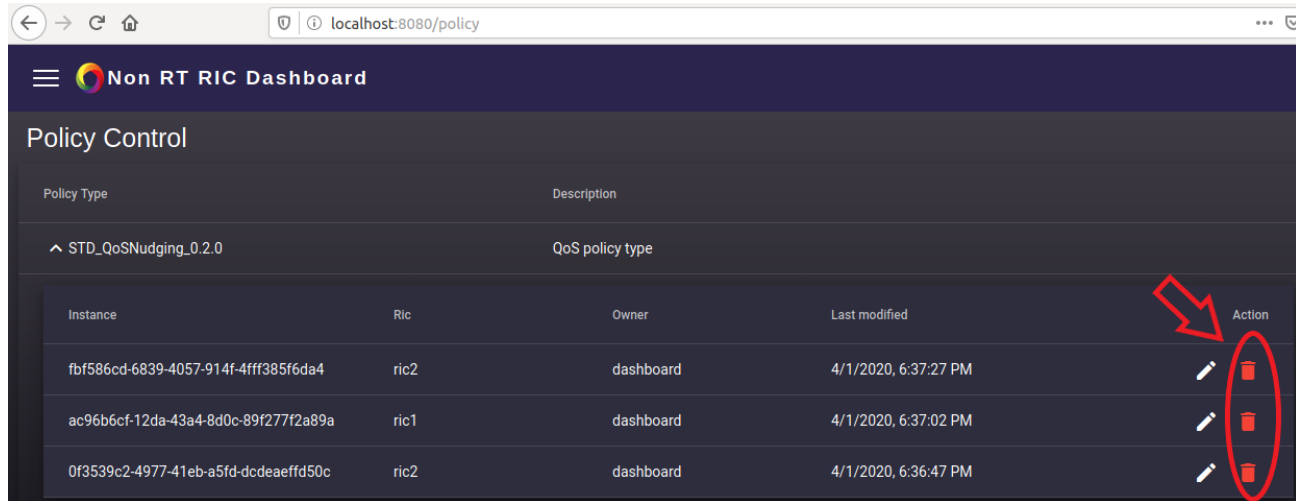 localhost:8080/policy
Non RT RIC Dashboard
Policy Control
Policy Type Description
STD_QoSNudging_0.2.0 QoS policy type
Instance Ric Owner Last modified Action
fbf586cd-6839-4057-914f-4fff385f6da4 ric2 dashboard 4/1/2020, 6:37:27 PM
ac96b6cf-12da-43a4-8d0c-89f277f2a89a ric1 dashboard 4/1/2020, 6:37:02 PM
0f3539c2-4977-41eb-a5fd-dcdeaeffd50c ric2 dashboard 4/1/2020, 6:36:47 PM